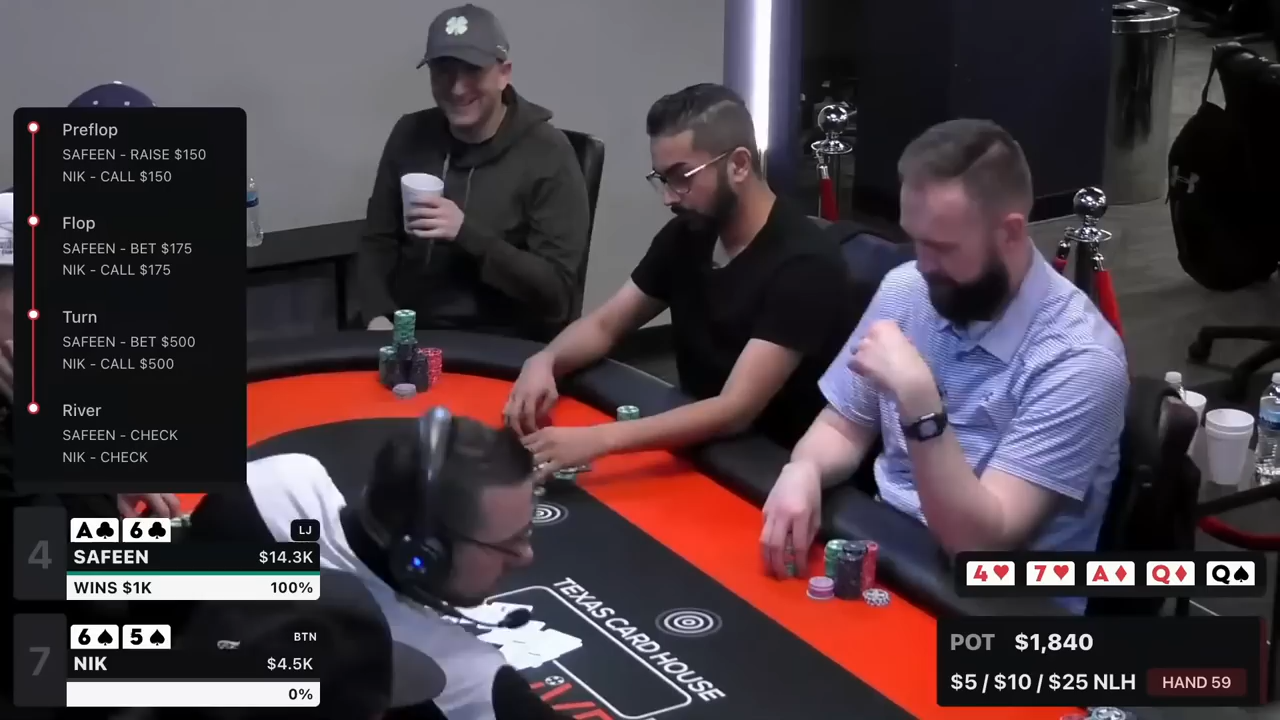 Preflop
SAFEEN - RAISE $150
NIK - CALL $150
Flop
SAFEEN - BET $175
NIK - CALL $175
Turn
SAFEEN - BET $500
NIK - CALL $500
River
SAFEEN - CHECK
NIK - CHECK
4
A♣ 6♣
LJ
SAFEEN $14.3K
WINS $1K 100%
7
6♠ 5♠
BTN
NIK $4.5K
0%
TEXAS CARD HOUSE
4♥ 7♥ A♦ Q♦ Q♠
POT $1,840
$5 / $10 / $25 NLH HAND 59